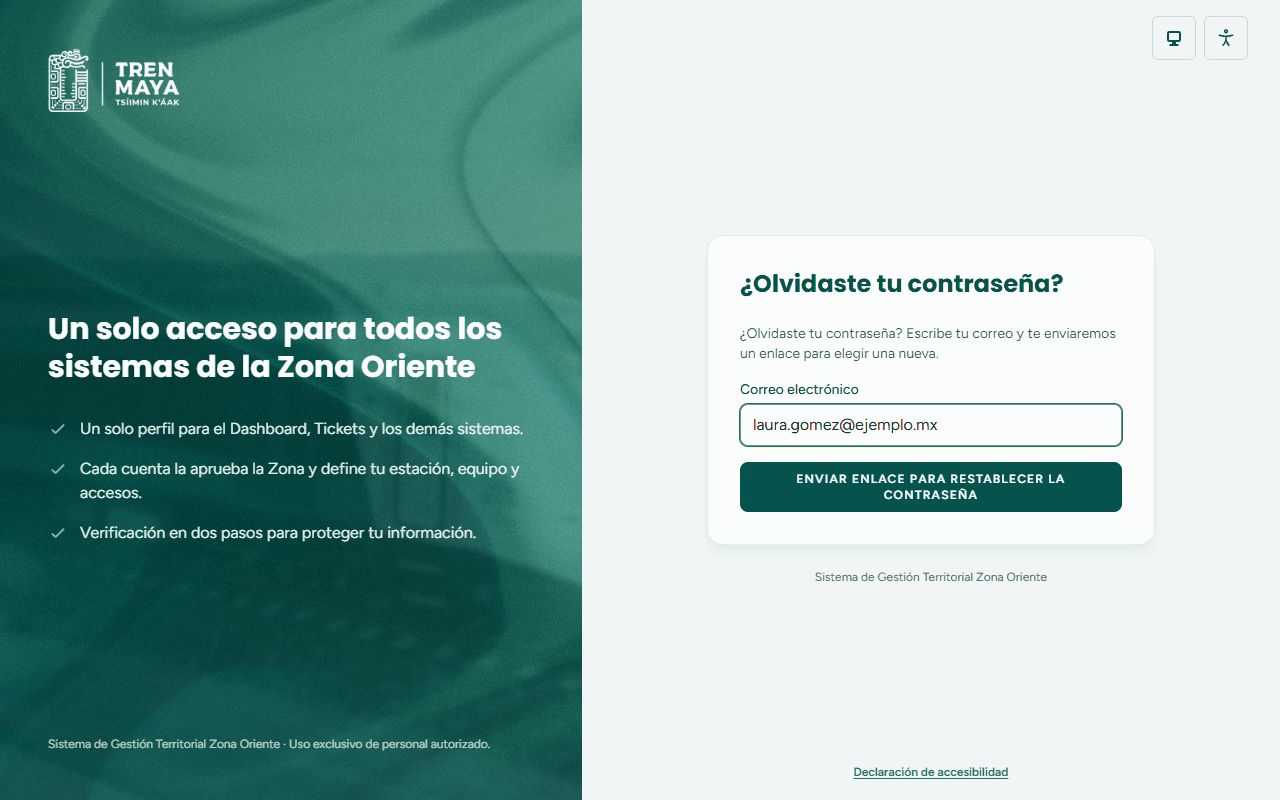 TREN
MAYA
TSÍIMIN K'ÁAK
Un solo acceso para todos los
sistemas de la Zona Oriente
Un solo perfil para el Dashboard, Tickets y los demás sistemas.
Cada cuenta la aprueba la Zona y define tu estación, equipo y
accesos.
Verificación en dos pasos para proteger tu información.
Sistema de Gestión Territorial Zona Oriente · Uso exclusivo de personal autorizado.
¿Olvidaste tu contraseña?
¿Olvidaste tu contraseña? Escribe tu correo y te enviaremos
un enlace para elegir una nueva.
Correo electrónico
laura.gomez@ejemplo.mx
ENVIAR ENLACE PARA RESTABLECER LA
CONTRASEÑA
Sistema de Gestión Territorial Zona Oriente
Declaración de accesibilidad